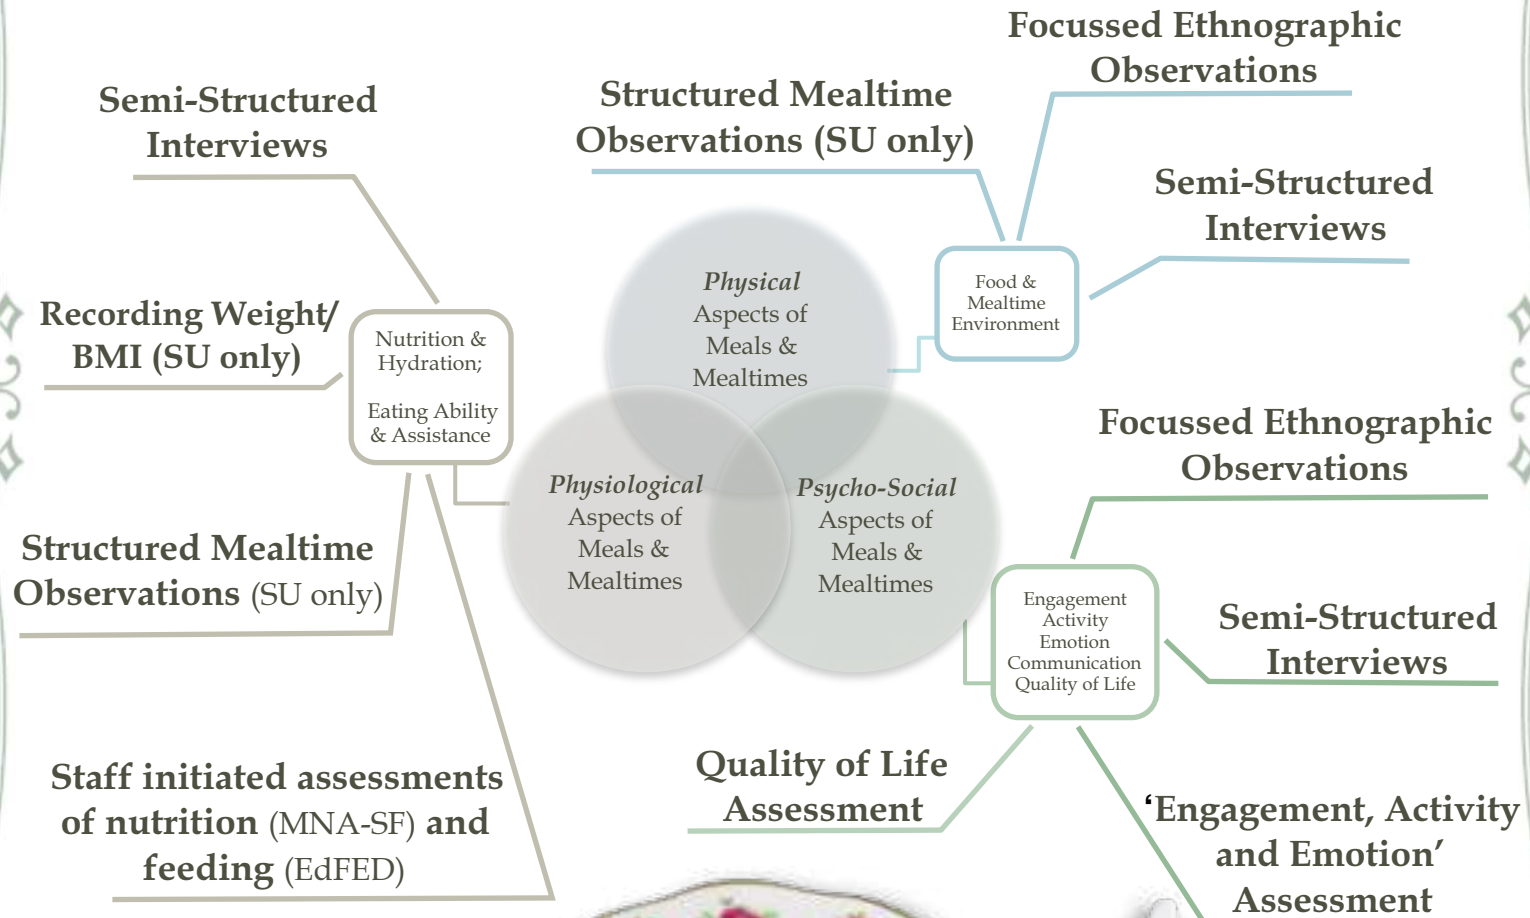 Focussed Ethnographic
Observations
Semi-Structured
Interviews
Structured Mealtime
Observations (SU only)
Semi-Structured
Interviews
Recording Weight/
BMI (SU only)
Nutrition &
Hydration;
Eating Ability
& Assistance
Physical
Aspects of
Meals &
Mealtimes
Food &
Mealtime
Environment
Focussed Ethnographic
Observations
Physiological
Aspects of
Meals &
Mealtimes
Psycho-Social
Aspects of
Meals &
Mealtimes
Structured Mealtime
Observations (SU only)
Engagement
Activity
Emotion
Communication
Quality of Life
Semi-Structured
Interviews
Staff initiated assessments
of nutrition (MNA-SF) and
feeding (EdFED)
Quality of Life
Assessment
‘Engagement, Activity
and Emotion’
Assessment